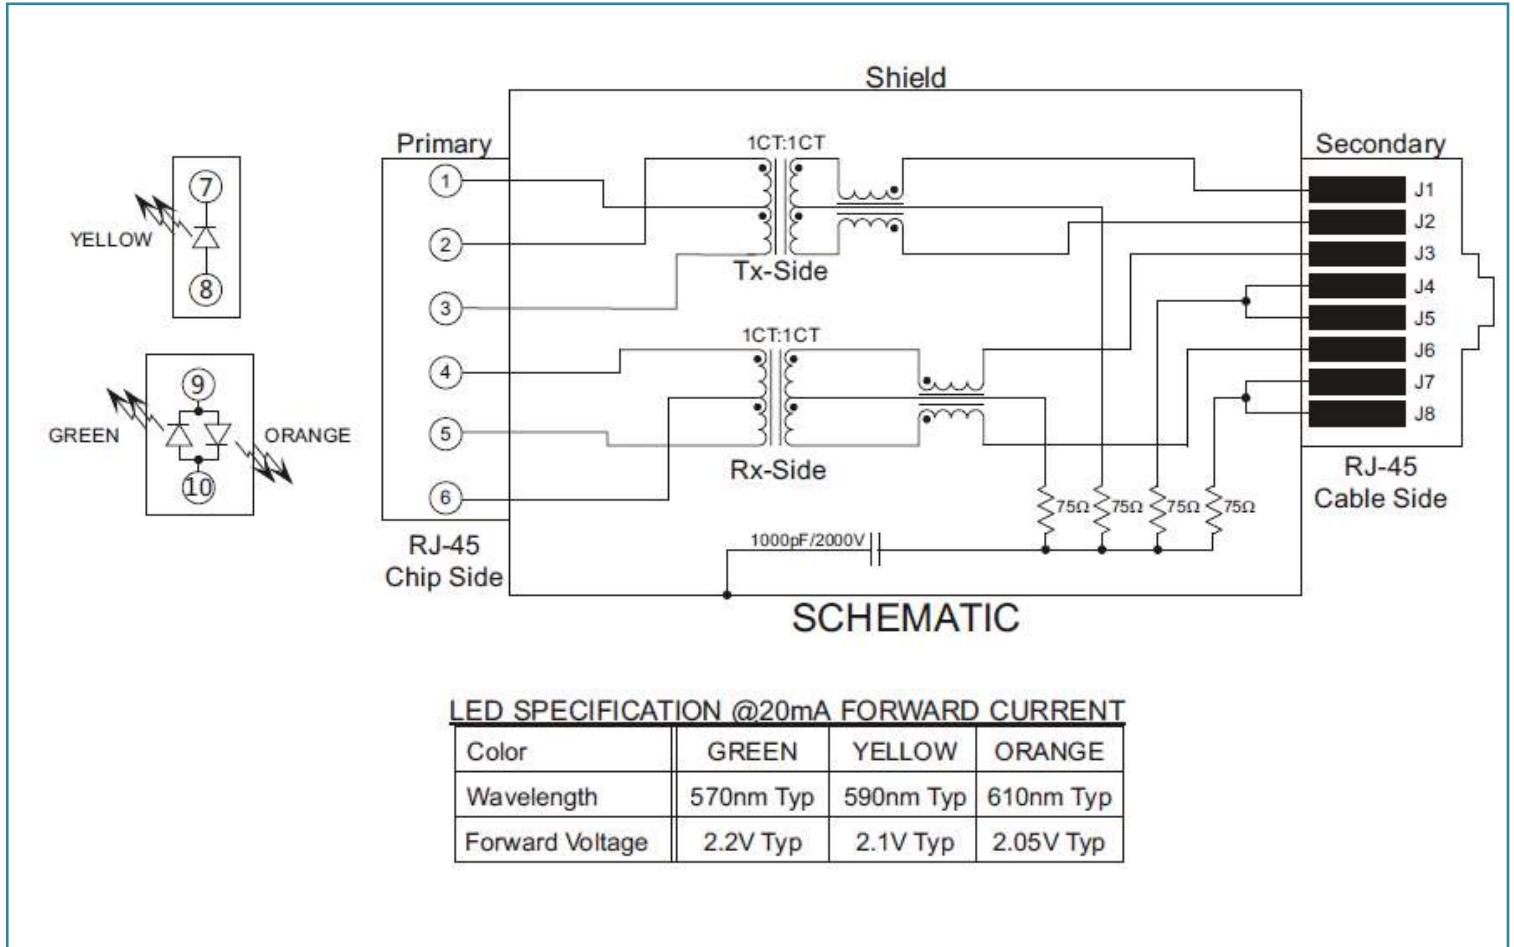 Shield
Primary
1CT:1CT
Secondary
1
2
3
4
5
6
7
YELLOW
8
9
GREEN
ORANGE
10
Tx-Side
1CT:1CT
Rx-Side
J1
J2
J3
J4
J5
J6
J7
J8
75Ω 75Ω 75Ω 75Ω
1000pF/2000V
RJ-45
Chip Side
RJ-45
Cable Side
SCHEMATIC
LED SPECIFICATION @20mA FORWARD CURRENT
Color GREEN YELLOW ORANGE
Wavelength 570nm Typ 590nm Typ 610nm Typ
Forward Voltage 2.2V Typ 2.1V Typ 2.05V Typ